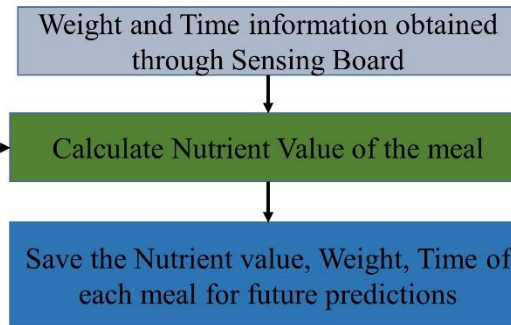 Weight and Time information obtained
through Sensing Board
Calculate Nutrient Value of the meal
Save the Nutrient value, Weight, Time of
each meal for future predictions